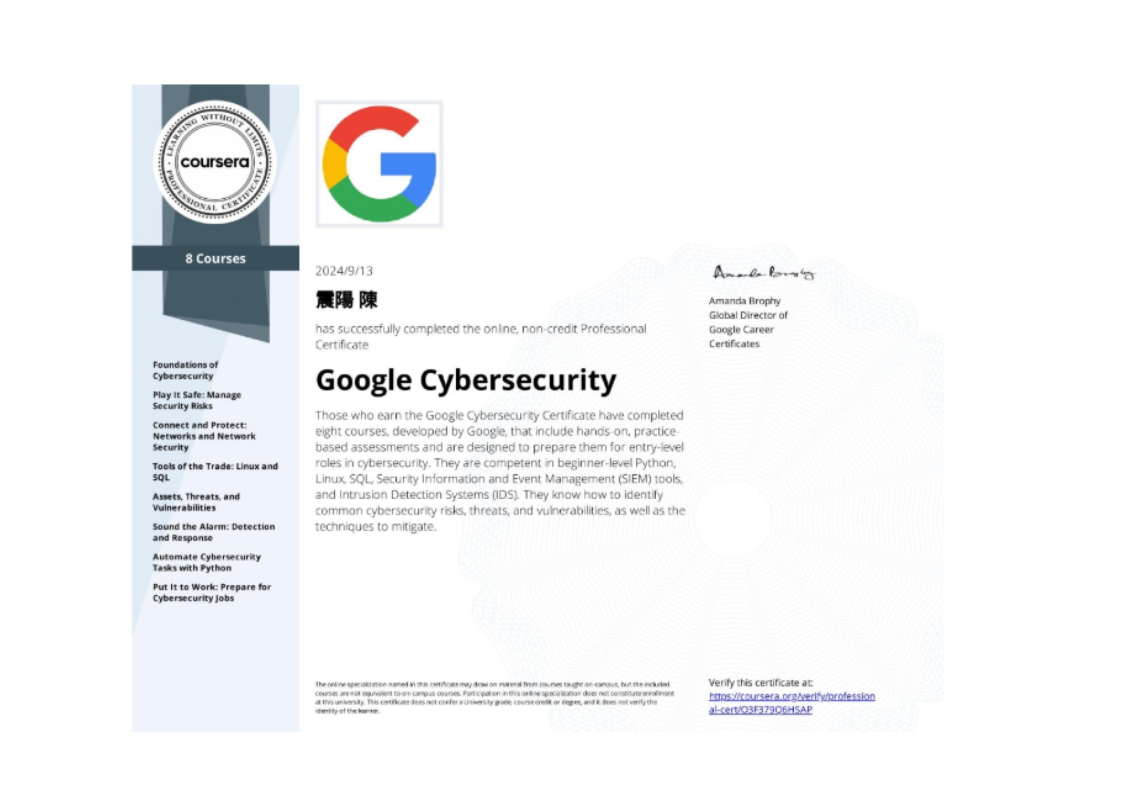 LEARNING WITHOUT LIMITS
coursera
PROFESSIONAL CERTIFICATE
8 Courses
Foundations of
Cybersecurity
Play It Safe: Manage
Security Risks
Connect and Protect:
Networks and Network
Security
Tools of the Trade: Linux and
SQL
Assets, Threats, and
Vulnerabilities
Sound the Alarm: Detection
and Response
Automate Cybersecurity
Tasks with Python
Put It to Work: Prepare for
Cybersecurity Jobs
G
2024/9/13
震陽 陳
has successfully completed the online, non-credit Professional
Certificate
Google Cybersecurity
Those who earn the Google Cybersecurity Certificate have completed
eight courses, developed by Google, that include hands-on, practice-
based assessments and are designed to prepare them for entry-level
roles in cybersecurity. They are competent in beginner-level Python,
Linux, SQL, Security Information and Event Management (SIEM) tools,
and Intrusion Detection Systems (IDS). They know how to identify
common cybersecurity risks, threats, and vulnerabilities, as well as the
techniques to mitigate.
Amanda Brophy
Amanda Brophy
Global Director of
Google Career
Certificates
The online specialization named in this certificate may draw on material from courses taught on-campus, but the included
courses are not equivalent to on-campus courses. Participation in this online specialization does not constitute enrollment
at this university. This certificate does not confer a University grade, course credit or degree, and it does not verify the
identity of the learner.
Verify this certificate at:
https://coursera.org/verify/profession
al-cert/O3F379Q6HSAP